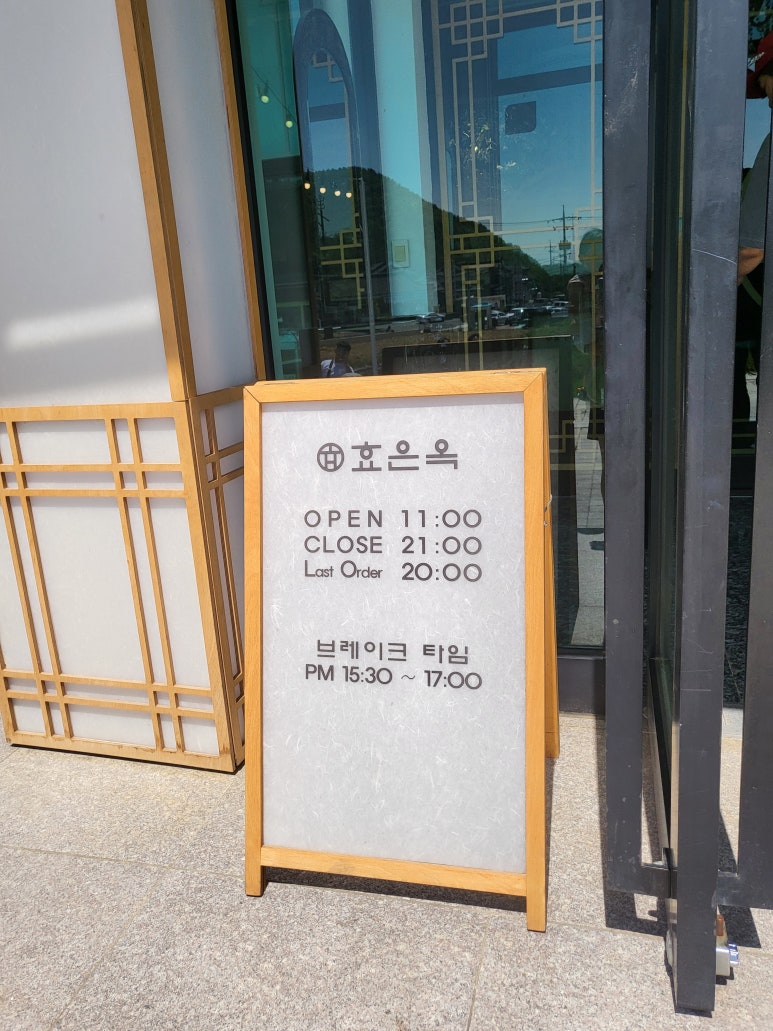 효은옥
OPEN 11:00
CLOSE 21:00
Last Order 20:00
브레이크 타임
PM 15:30 ~ 17:00